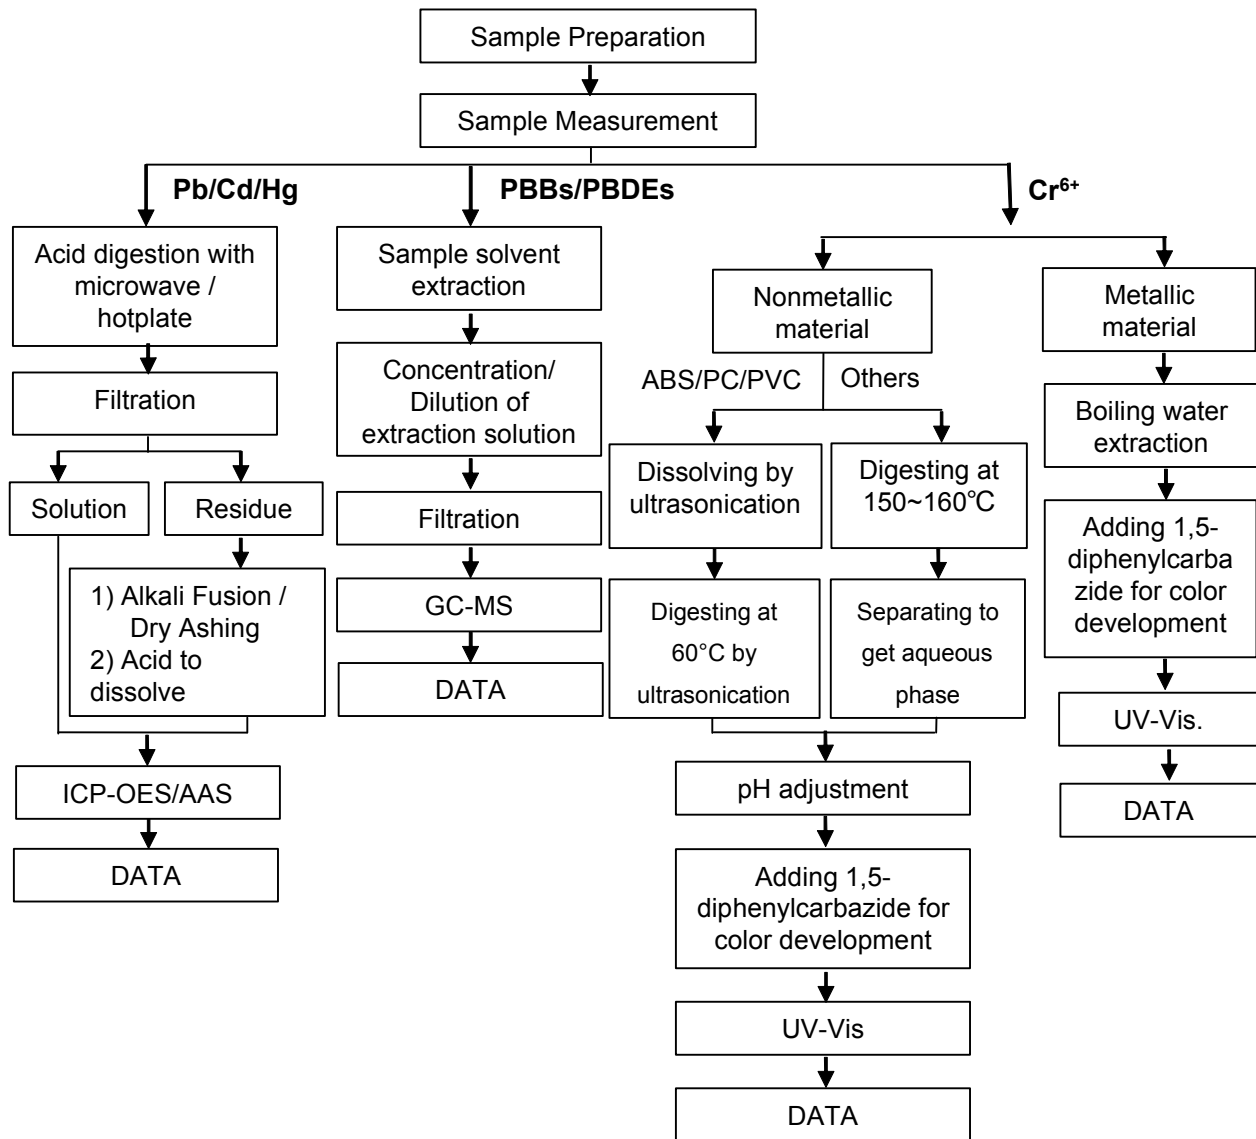 Sample Preparation
Sample Measurement
Pb/Cd/Hg
PBBs/PBDEs
Cr⁶⁺
Acid digestion with
microwave /
hotplate
Filtration
Solution
Residue
1) Alkali Fusion /
Dry Ashing
2) Acid to
dissolve
ICP-OES/AAS
DATA
Sample solvent
extraction
Concentration/
Dilution of
extraction solution
Filtration
GC-MS
DATA
Nonmetallic
material
ABS/PC/PVC
Others
Dissolving by
ultrasonication
Digesting at
60°C by
ultrasonication
Digesting at
150~160℃
Separating to
get aqueous
phase
pH adjustment
Adding 1,5-
diphenylcarbazide for
color development
UV-Vis
DATA
Metallic
material
Boiling water
extraction
Adding 1,5-
diphenylcarba
zide for color
development
UV-Vis.
DATA